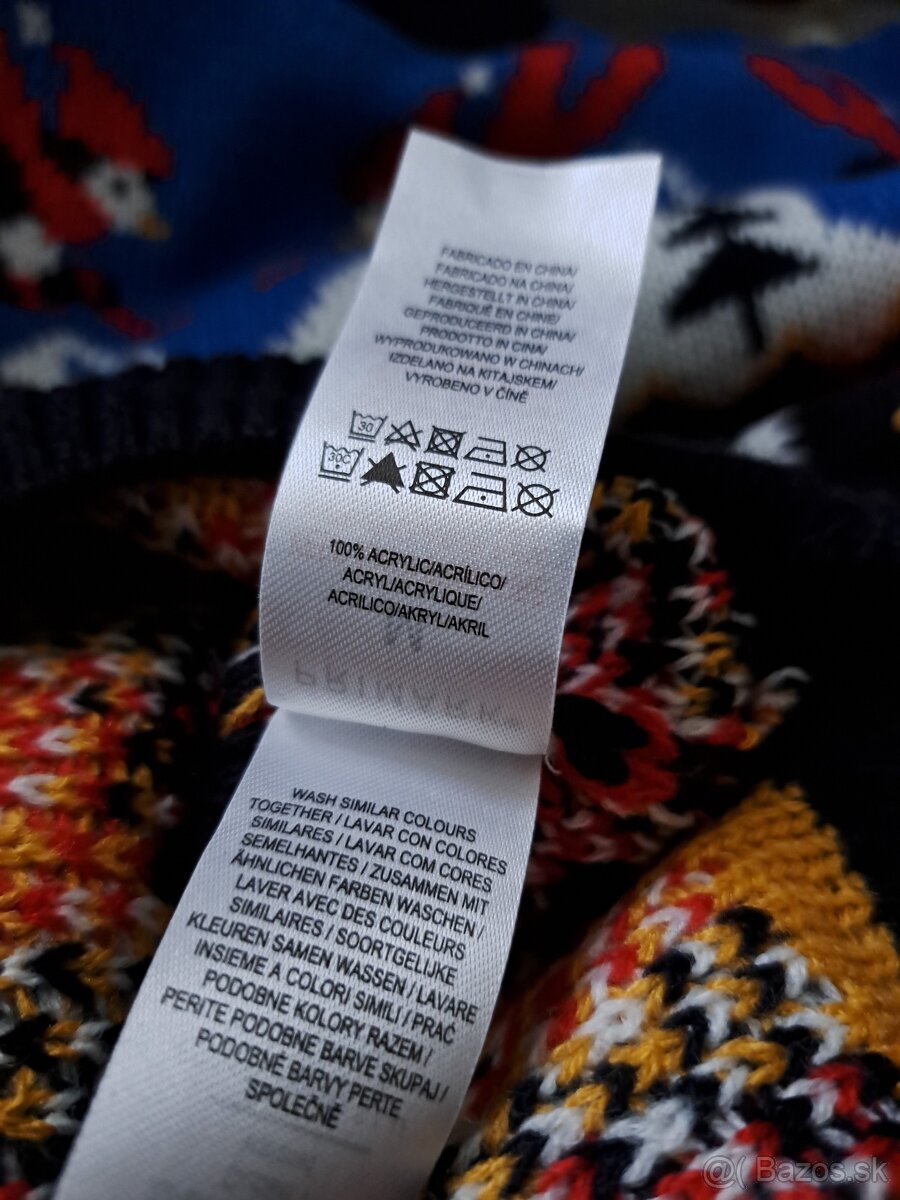 FABRICADO EN CHINA/
FABRICADO NA CHINA/
HERGESTELLT IN CHINA/
FABRIQUÉ EN CHINE/
GEPRODUCEERD IN CHINA/
PRODOTTO IN CINA/
WYPRODUKOWANO W CHINACH/
IZDELANO NA KITAJSKEM/
VYROBENO V ČÍNĚ
30
30C
100% ACRYLIC/ACRÍLICO/
ACRYL/ACRYLIQUE/
ACRILICO/AKRYL/AKRIL
PRIMARK
WASH SIMILAR COLOURS
TOGETHER / LAVAR CON COLORES
SIMILARES / LAVAR COM CORES
SEMELHANTES / ZUSAMMEN MIT
ÄHNLICHEN FARBEN WASCHEN /
LAVER AVEC DES COULEURS
SIMILAIRES / SOORTGELIJKE
KLEUREN SAMEN WASSEN / LAVARE
INSIEME A COLORI SIMILI / PRAĆ
PODOBNE KOLORY RAZEM /
PERITE PODOBNE BARVE SKUPAJ /
PODOBNÉ BARVY PERTE
SPOLEČNĚ
Bazos.sk